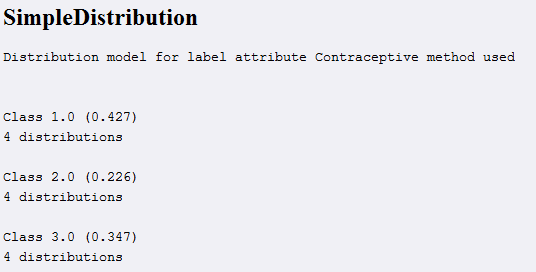 SimpleDistribution
Distribution model for label attribute Contraceptive method used
Class 1.0 (0.427)
4 distributions
Class 2.0 (0.226)
4 distributions
Class 3.0 (0.347)
4 distributions